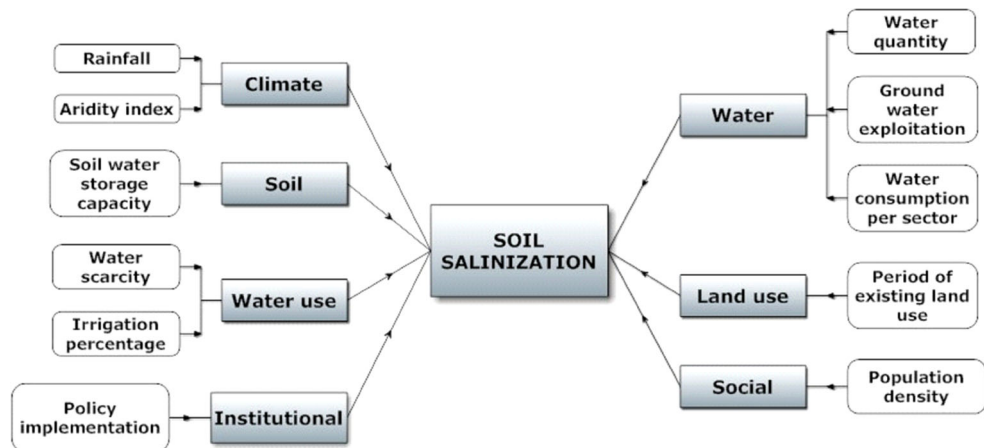 Rainfall
Aridity index
Climate
Soil water
storage
capacity
Soil
Water
scarcity
Irrigation
percentage
Water use
Policy
implementation
Institutional
SOIL
SALINIZATION
Water
Water
quantity
Ground
water
exploitation
Water
consumption
per sector
Land use
Period of
existing land
use
Social
Population
density